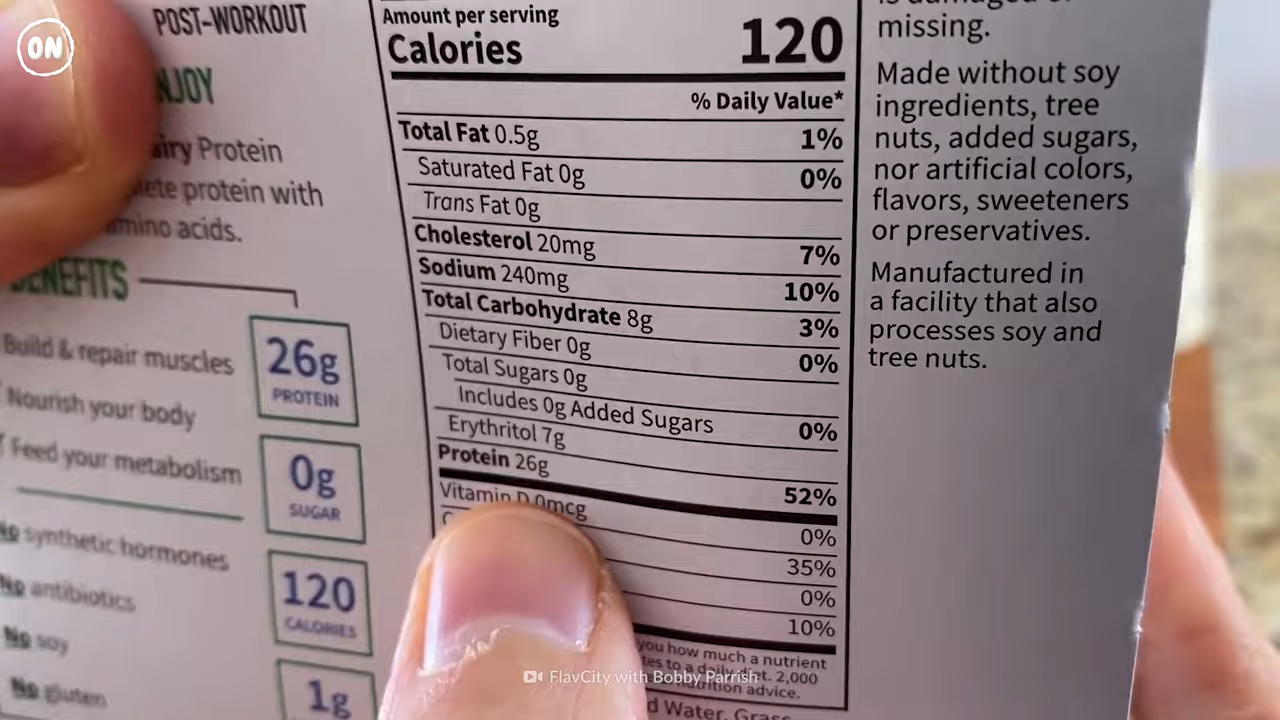 ON
POST-WORKOUT
NJOY
airy Protein
lete protein with
amino acids.
BENEFITS
Build & repair muscles
Nourish your body
Feed your metabolism
No synthetic hormones
No antibiotics
No soy
No gluten
26g
PROTEIN
0g
SUGAR
120
CALORIES
1g
Amount per serving
Calories 120
% Daily Value*
Total Fat 0.5g 1%
Saturated Fat 0g 0%
Trans Fat 0g
Cholesterol 20mg 7%
Sodium 240mg 10%
Total Carbohydrate 8g 3%
Dietary Fiber 0g 0%
Total Sugars 0g
Includes 0g Added Sugars 0%
Erythritol 7g
Protein 26g 52%
Vitamin D 0mcg 0%
35%
0%
10%
you how much a nutrient
tes to a daily diet. 2,000
nutrition advice.
d Water, Grass
missing.
Made without soy
ingredients, tree
nuts, added sugars,
nor artificial colors,
flavors, sweeteners
or preservatives.
Manufactured in
a facility that also
processes soy and
tree nuts.
FlavCity with Bobby Parrish